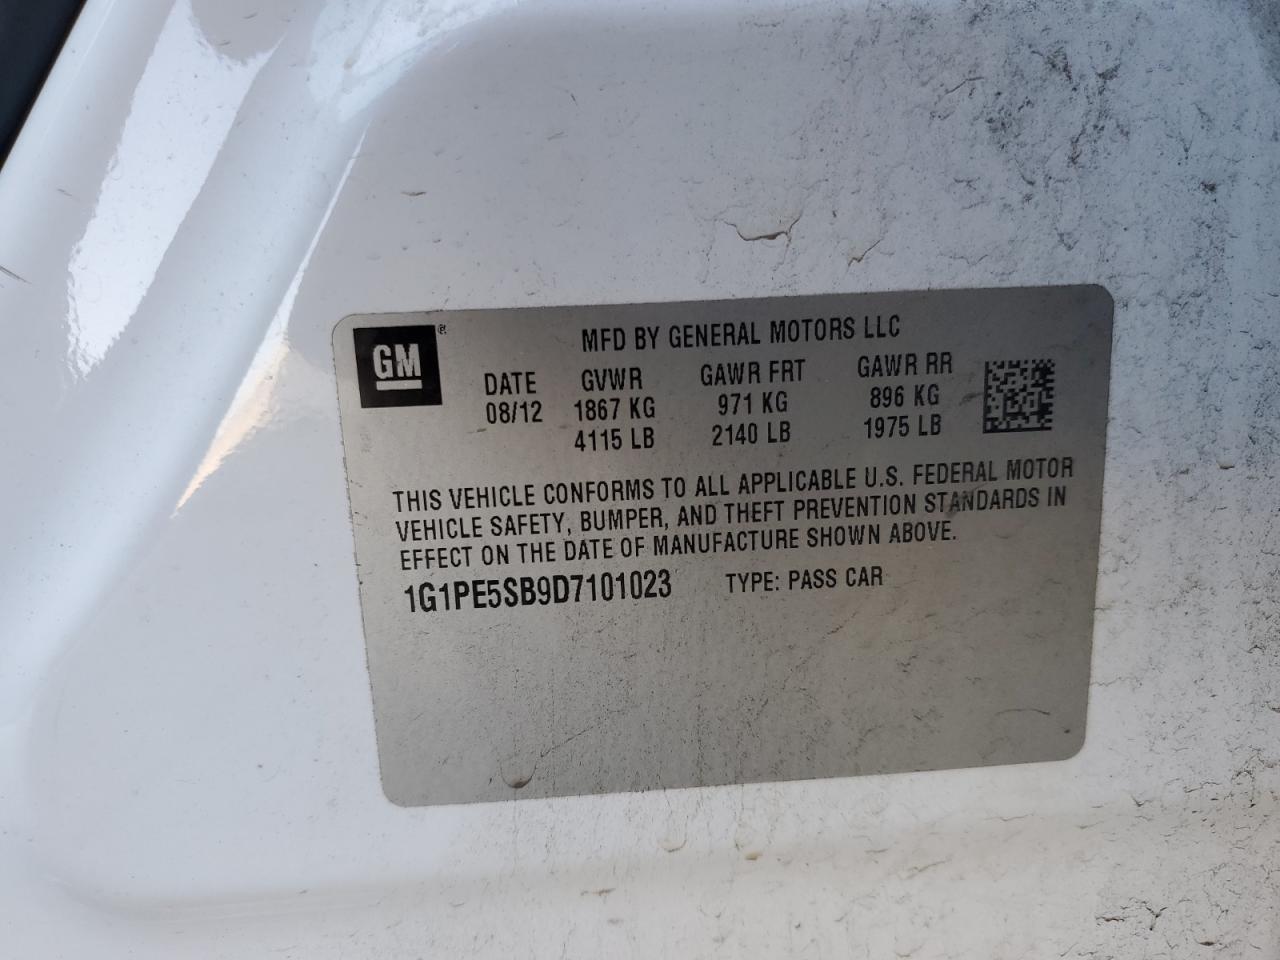 GM ®
MFD BY GENERAL MOTORS LLC
DATE GVWR GAWR FRT GAWR RR
08/12 1867 KG 971 KG 896 KG
4115 LB 2140 LB 1975 LB
THIS VEHICLE CONFORMS TO ALL APPLICABLE U.S. FEDERAL MOTOR
VEHICLE SAFETY, BUMPER, AND THEFT PREVENTION STANDARDS IN
EFFECT ON THE DATE OF MANUFACTURE SHOWN ABOVE.
1G1PE5SB9D7101023 TYPE: PASS CAR